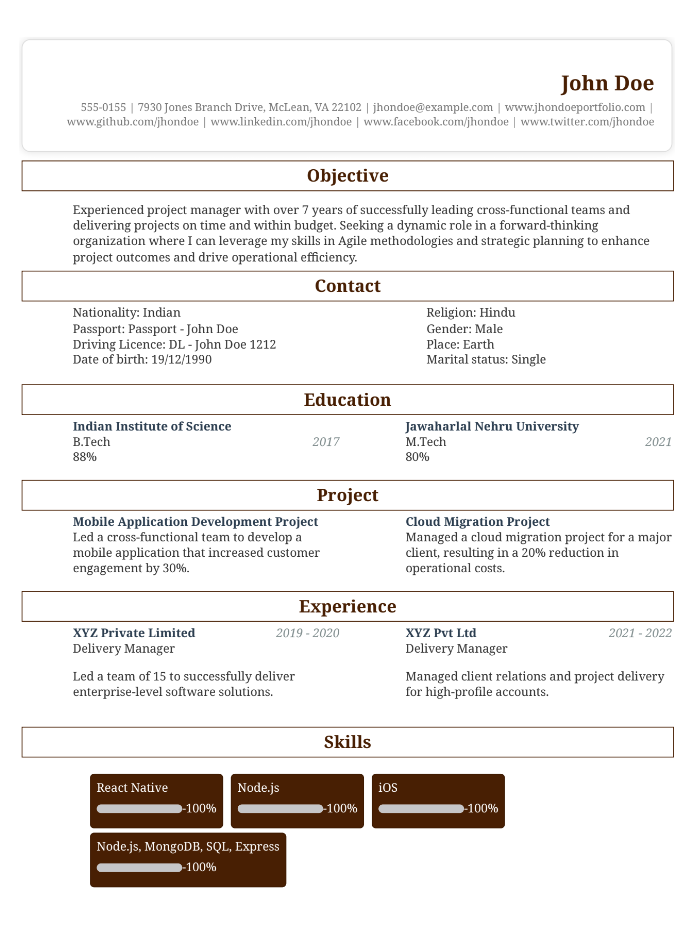 John Doe
555-0155 | 7930 Jones Branch Drive, McLean, VA 22102 | jhondoe@example.com | www.jhondoeportfolio.com |
www.github.com/jhondoe | www.linkedin.com/jhondoe | www.facebook.com/jhondoe | www.twitter.com/jhondoe
Objective
Experienced project manager with over 7 years of successfully leading cross-functional teams and
delivering projects on time and within budget. Seeking a dynamic role in a forward-thinking
organization where I can leverage my skills in Agile methodologies and strategic planning to enhance
project outcomes and drive operational efficiency.
Contact
Nationality: Indian
Passport: Passport - John Doe
Driving Licence: DL - John Doe 1212
Date of birth: 19/12/1990
Religion: Hindu
Gender: Male
Place: Earth
Marital status: Single
Education
Indian Institute of Science
B.Tech 2017
88%
Jawaharlal Nehru University
M.Tech 2021
80%
Project
Mobile Application Development Project
Led a cross-functional team to develop a
mobile application that increased customer
engagement by 30%.
Cloud Migration Project
Managed a cloud migration project for a major
client, resulting in a 20% reduction in
operational costs.
Experience
XYZ Private Limited 2019 - 2020
Delivery Manager
Led a team of 15 to successfully deliver
enterprise-level software solutions.
XYZ Pvt Ltd 2021 - 2022
Delivery Manager
Managed client relations and project delivery
for high-profile accounts.
Skills
React Native
-100%
Node.js
-100%
iOS
-100%
Node.js, MongoDB, SQL, Express
-100%